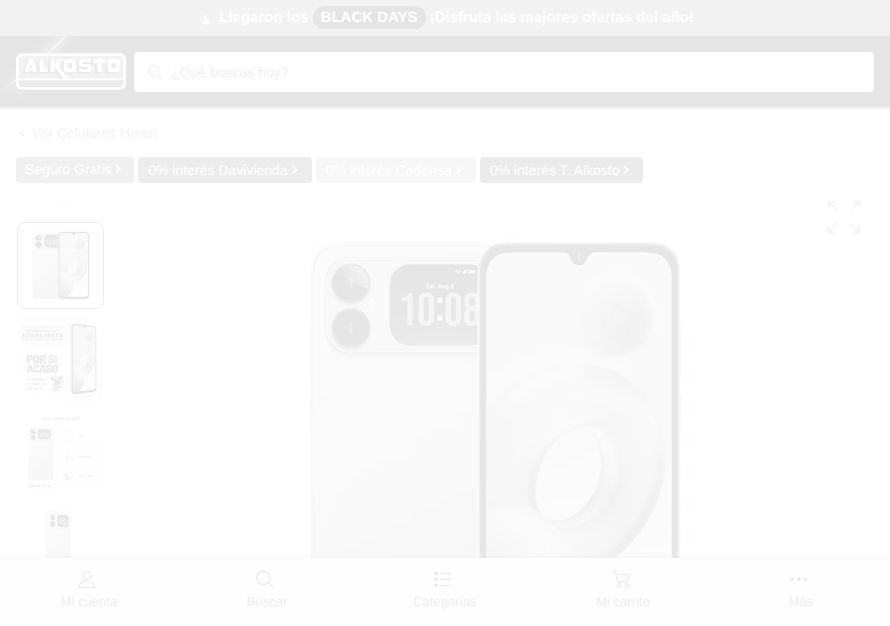 Llegaron los BLACK DAYS ¡Disfruta las mejores ofertas del año!
ALKOSTO
¿Qué buscas hoy?
Ver Celulares Honor
Seguro Gratis
0% interés Davivienda
0% interés Codensa
0% interés T. Alkosto
10:08
POR SI
ACASO
Mi cuenta
Buscar
Categorías
Mi carrito
Más